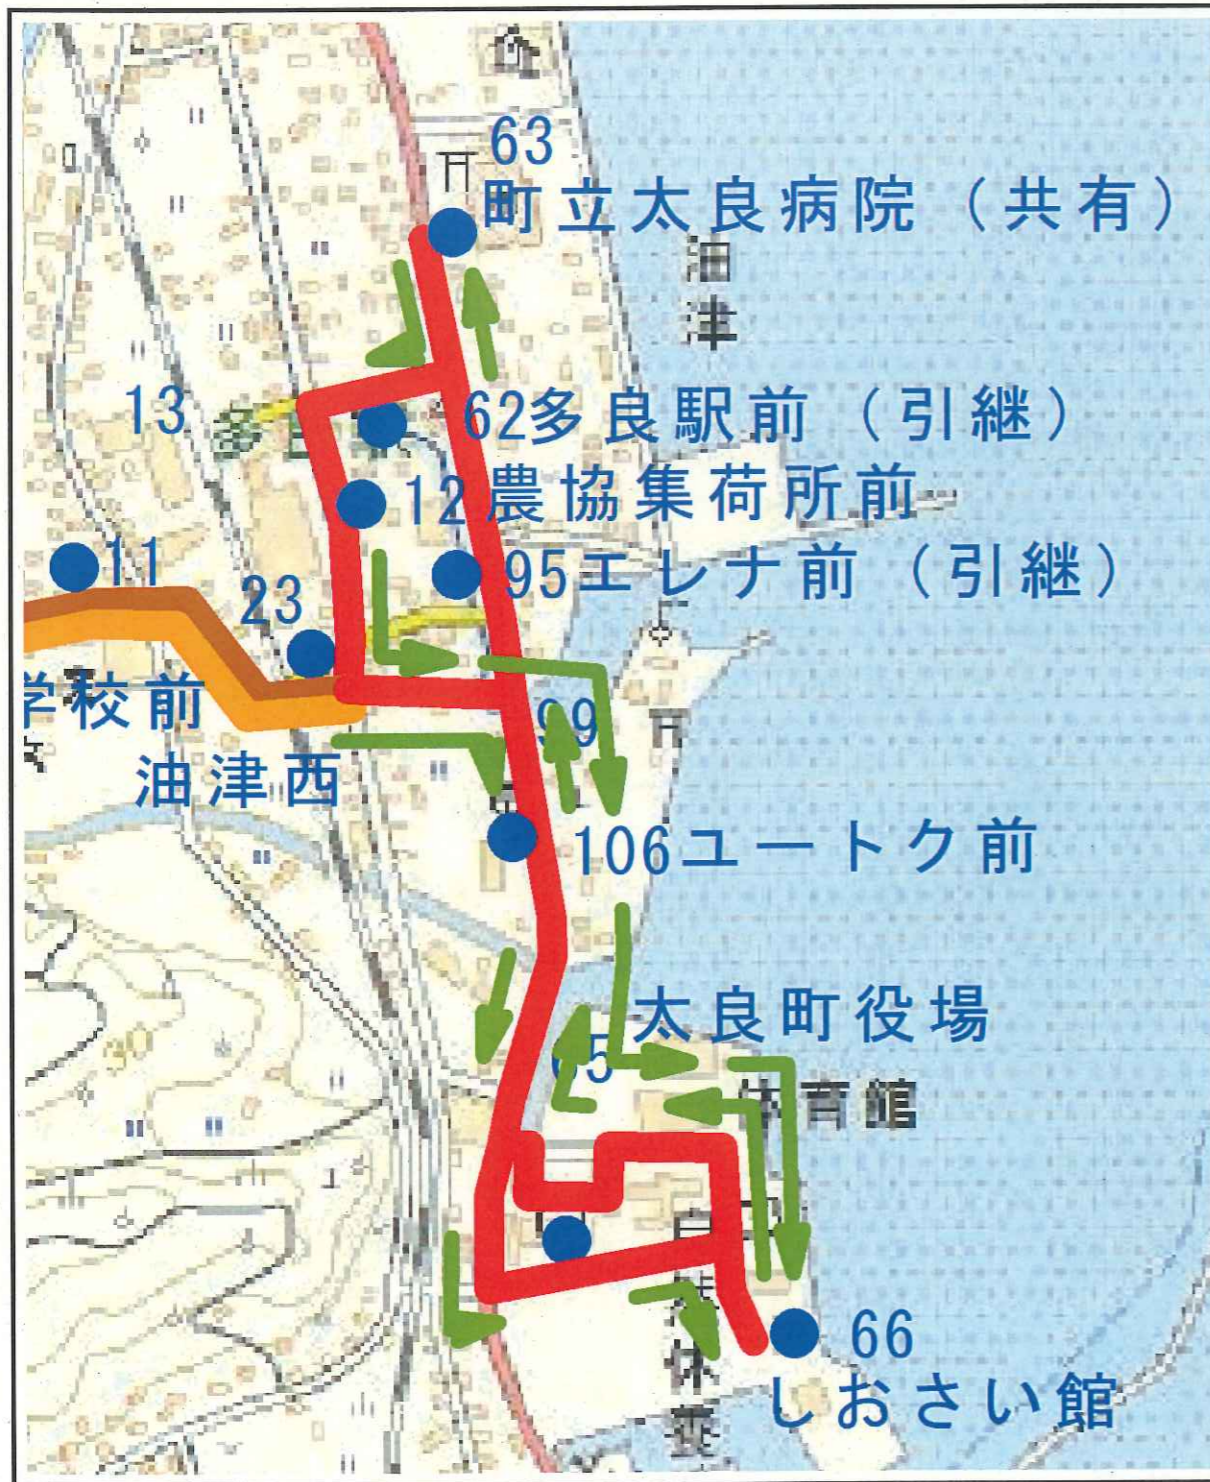 63
町立太良病院（共有）
油津
13
62多良駅前（引継）
12農協集荷所前
95エレナ前（引継）
11
23
学校前
99
油津西
106ユートク前
太良町役場
65
体育館
30
66
しおさい館